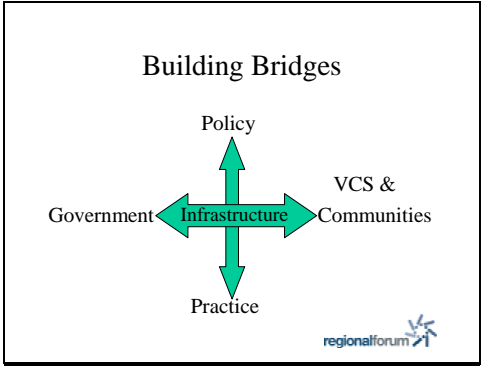 Building Bridges
Policy
VCS &
Government Infrastructure Communities
Practice
regionalforum